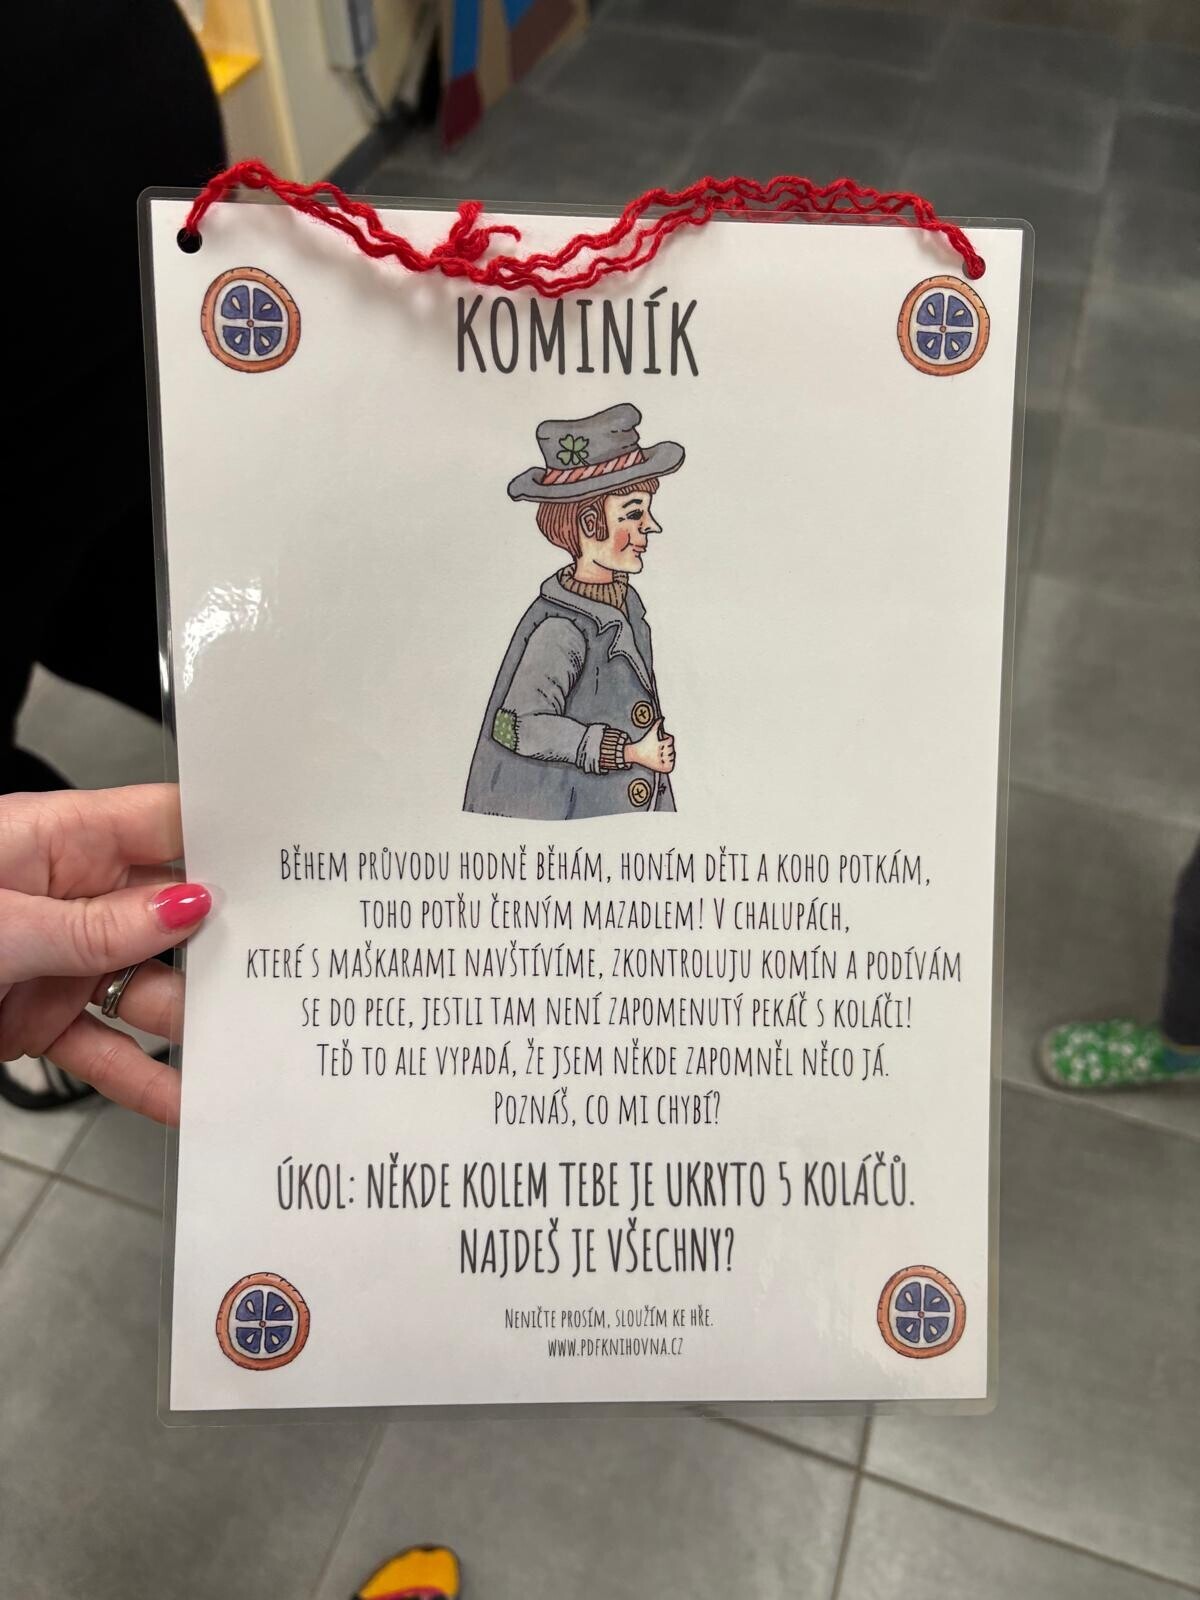 KOMINÍK
BĚHEM PRŮVODU HODNĚ BĚHÁM, HONÍM DĚTI A KOHO POTKÁM,
TOHO POTŘU ČERNÝM MAZADLEM! V CHALUPÁCH,
KTERÉ S MAŠKARAMI NAVŠTÍVÍME, ZKONTROLUJU KOMÍN A PODÍVÁM
SE DO PECE, JESTLI TAM NENÍ ZAPOMENUTÝ PEKÁČ S KOLÁČI!
TEĎ TO ALE VYPADÁ, ŽE JSEM NĚKDE ZAPOMNĚL NĚCO JÁ.
POZNÁŠ, CO MI CHYBÍ?
ÚKOL: NĚKDE KOLEM TEBE JE UKRYTO 5 KOLÁČŮ.
NAJDEŠ JE VŠECHNY?
NENIČTE PROSÍM, SLOUŽÍM KE HŘE.
WWW.PDFKNIHOVNA.CZ